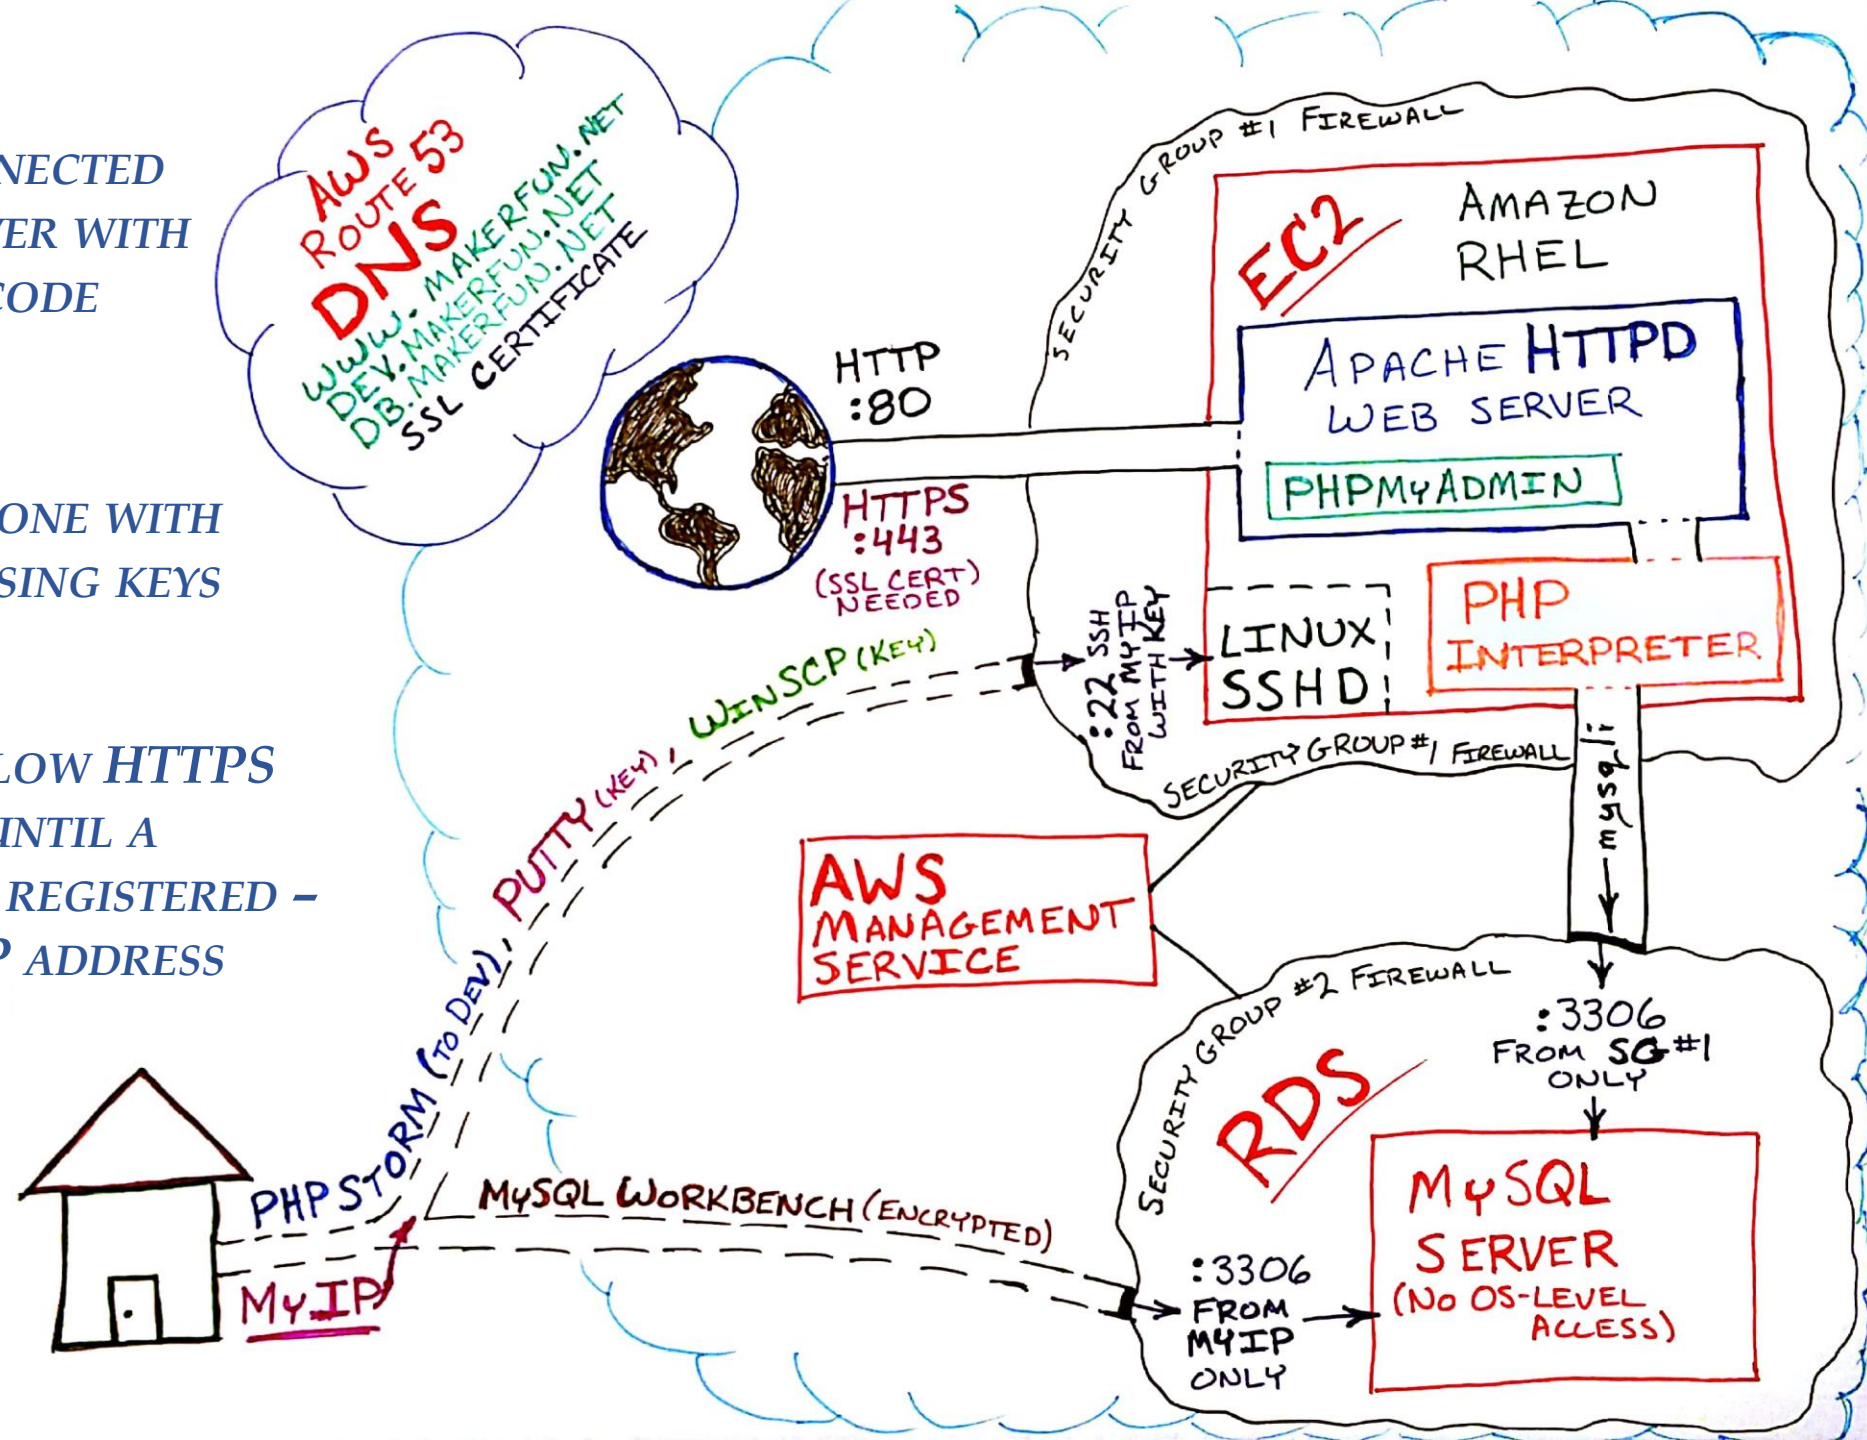 NNECTED
VER WITH
CODE
ONE WITH
SING KEYS
LOW HTTPS
UNTIL A
REGISTERED –
P ADDRESS
AWS
ROUTE 53
DNS
WWW.MAKERFUN.NET
DEV.MAKERFUN.NET
DB.MAKERFUN.NET
SSL CERTIFICATE
HTTP
:80
HTTPS
:443
(SSL CERT)
NEEDED
SECURITY GROUP #1 FIREWALL
EC2
AMAZON
RHEL
APACHE HTTPD
WEB SERVER
PHPMYADMIN
PHP
INTERPRETER
LINUX
SSHD
:22 SSH
FROM MYIP
WITH KEY
SECURITY GROUP #1 FIREWALL
mysqli
PHPSTORM (TO DEV), PUTTY (KEY), WINSCP (KEY)
AWS
MANAGEMENT
SERVICE
SECURITY GROUP #2 FIREWALL
RDS
:3306
FROM SG #1
ONLY
MYSQL
SERVER
(NO OS-LEVEL
ACCESS)
MYSQL WORKBENCH (ENCRYPTED)
:3306
FROM
MYIP
ONLY
MYIP